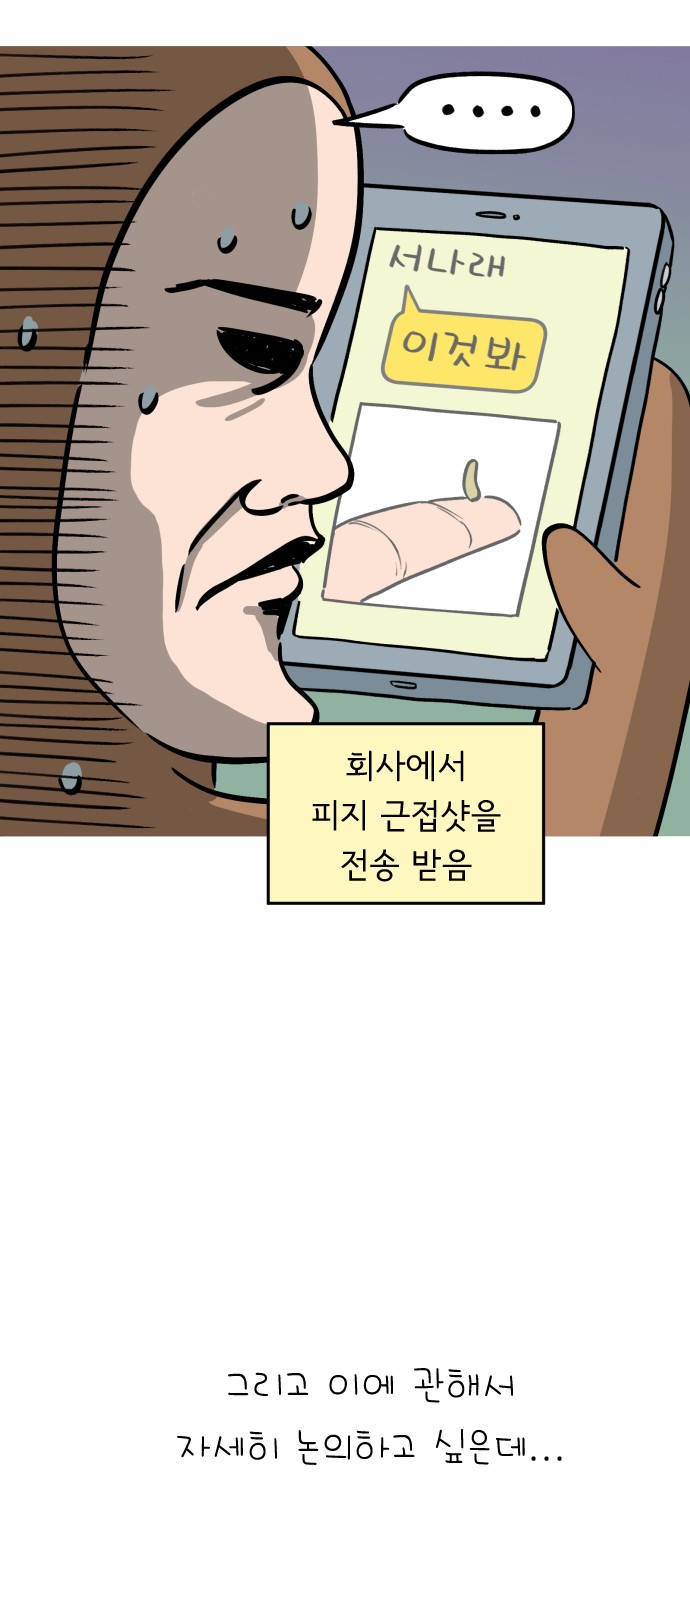 ....
서나래
이것 봐
회사에서
피지 근접샷을
전송 받음
그리고 이에 관해서
자세히 논의하고 싶은데...